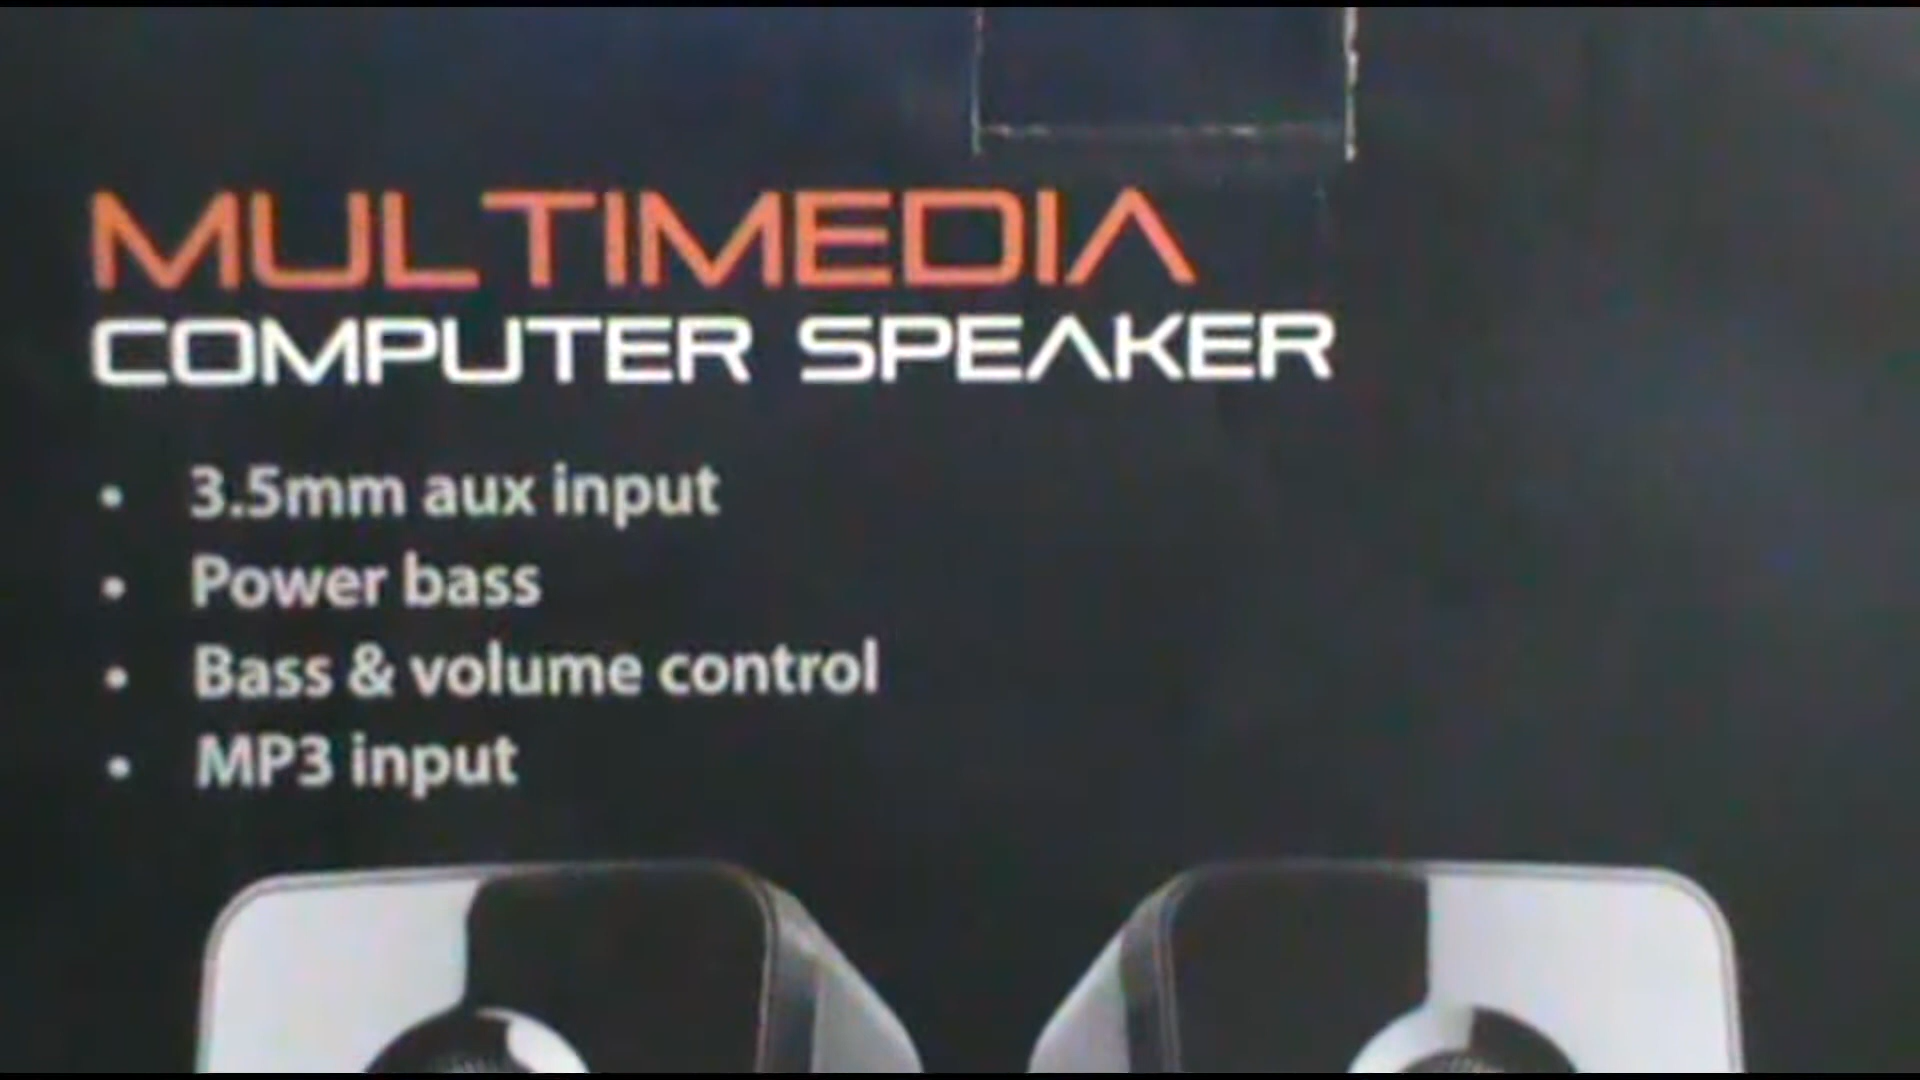 MULTIMEDIA
COMPUTER SPEAKER
• 3.5mm aux input
• Power bass
• Bass & volume control
• MP3 input